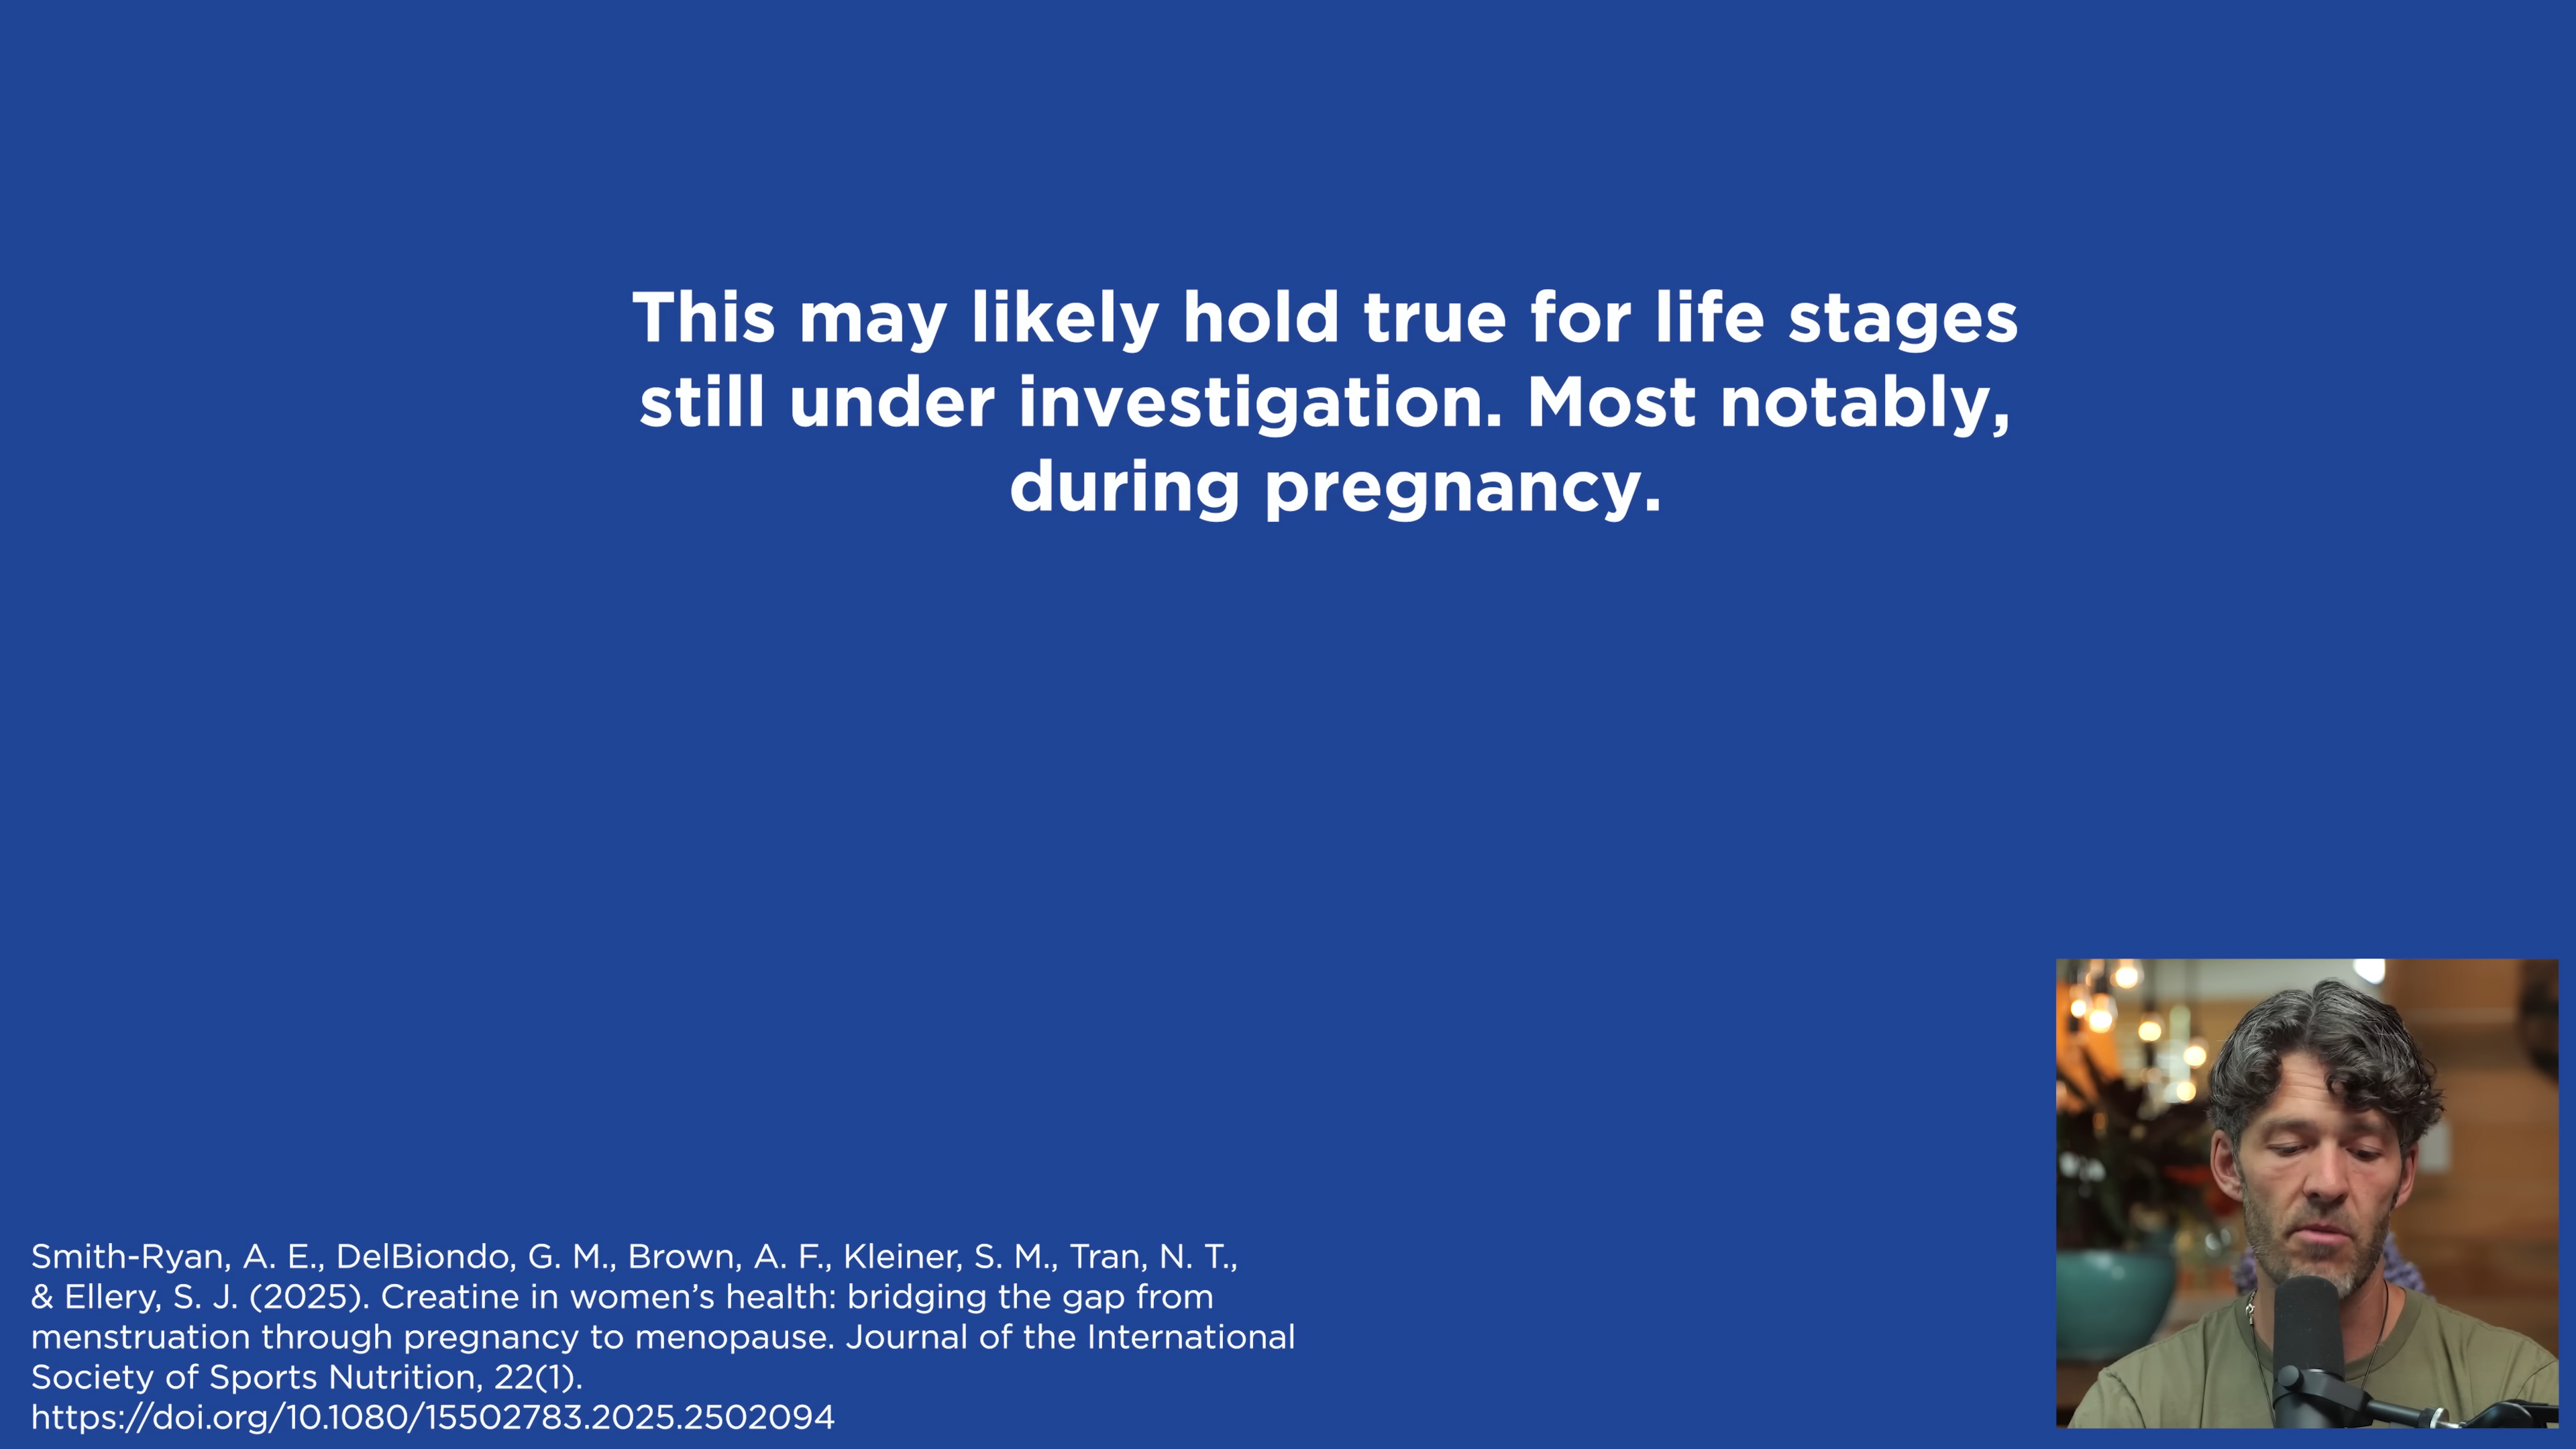 This may likely hold true for life stages
still under investigation. Most notably,
during pregnancy.
Smith-Ryan, A. E., DelBiondo, G. M., Brown, A. F., Kleiner, S. M., Tran, N. T.,
& Ellery, S. J. (2025). Creatine in women’s health: bridging the gap from
menstruation through pregnancy to menopause. Journal of the International
Society of Sports Nutrition, 22(1).
https://doi.org/10.1080/15502783.2025.2502094